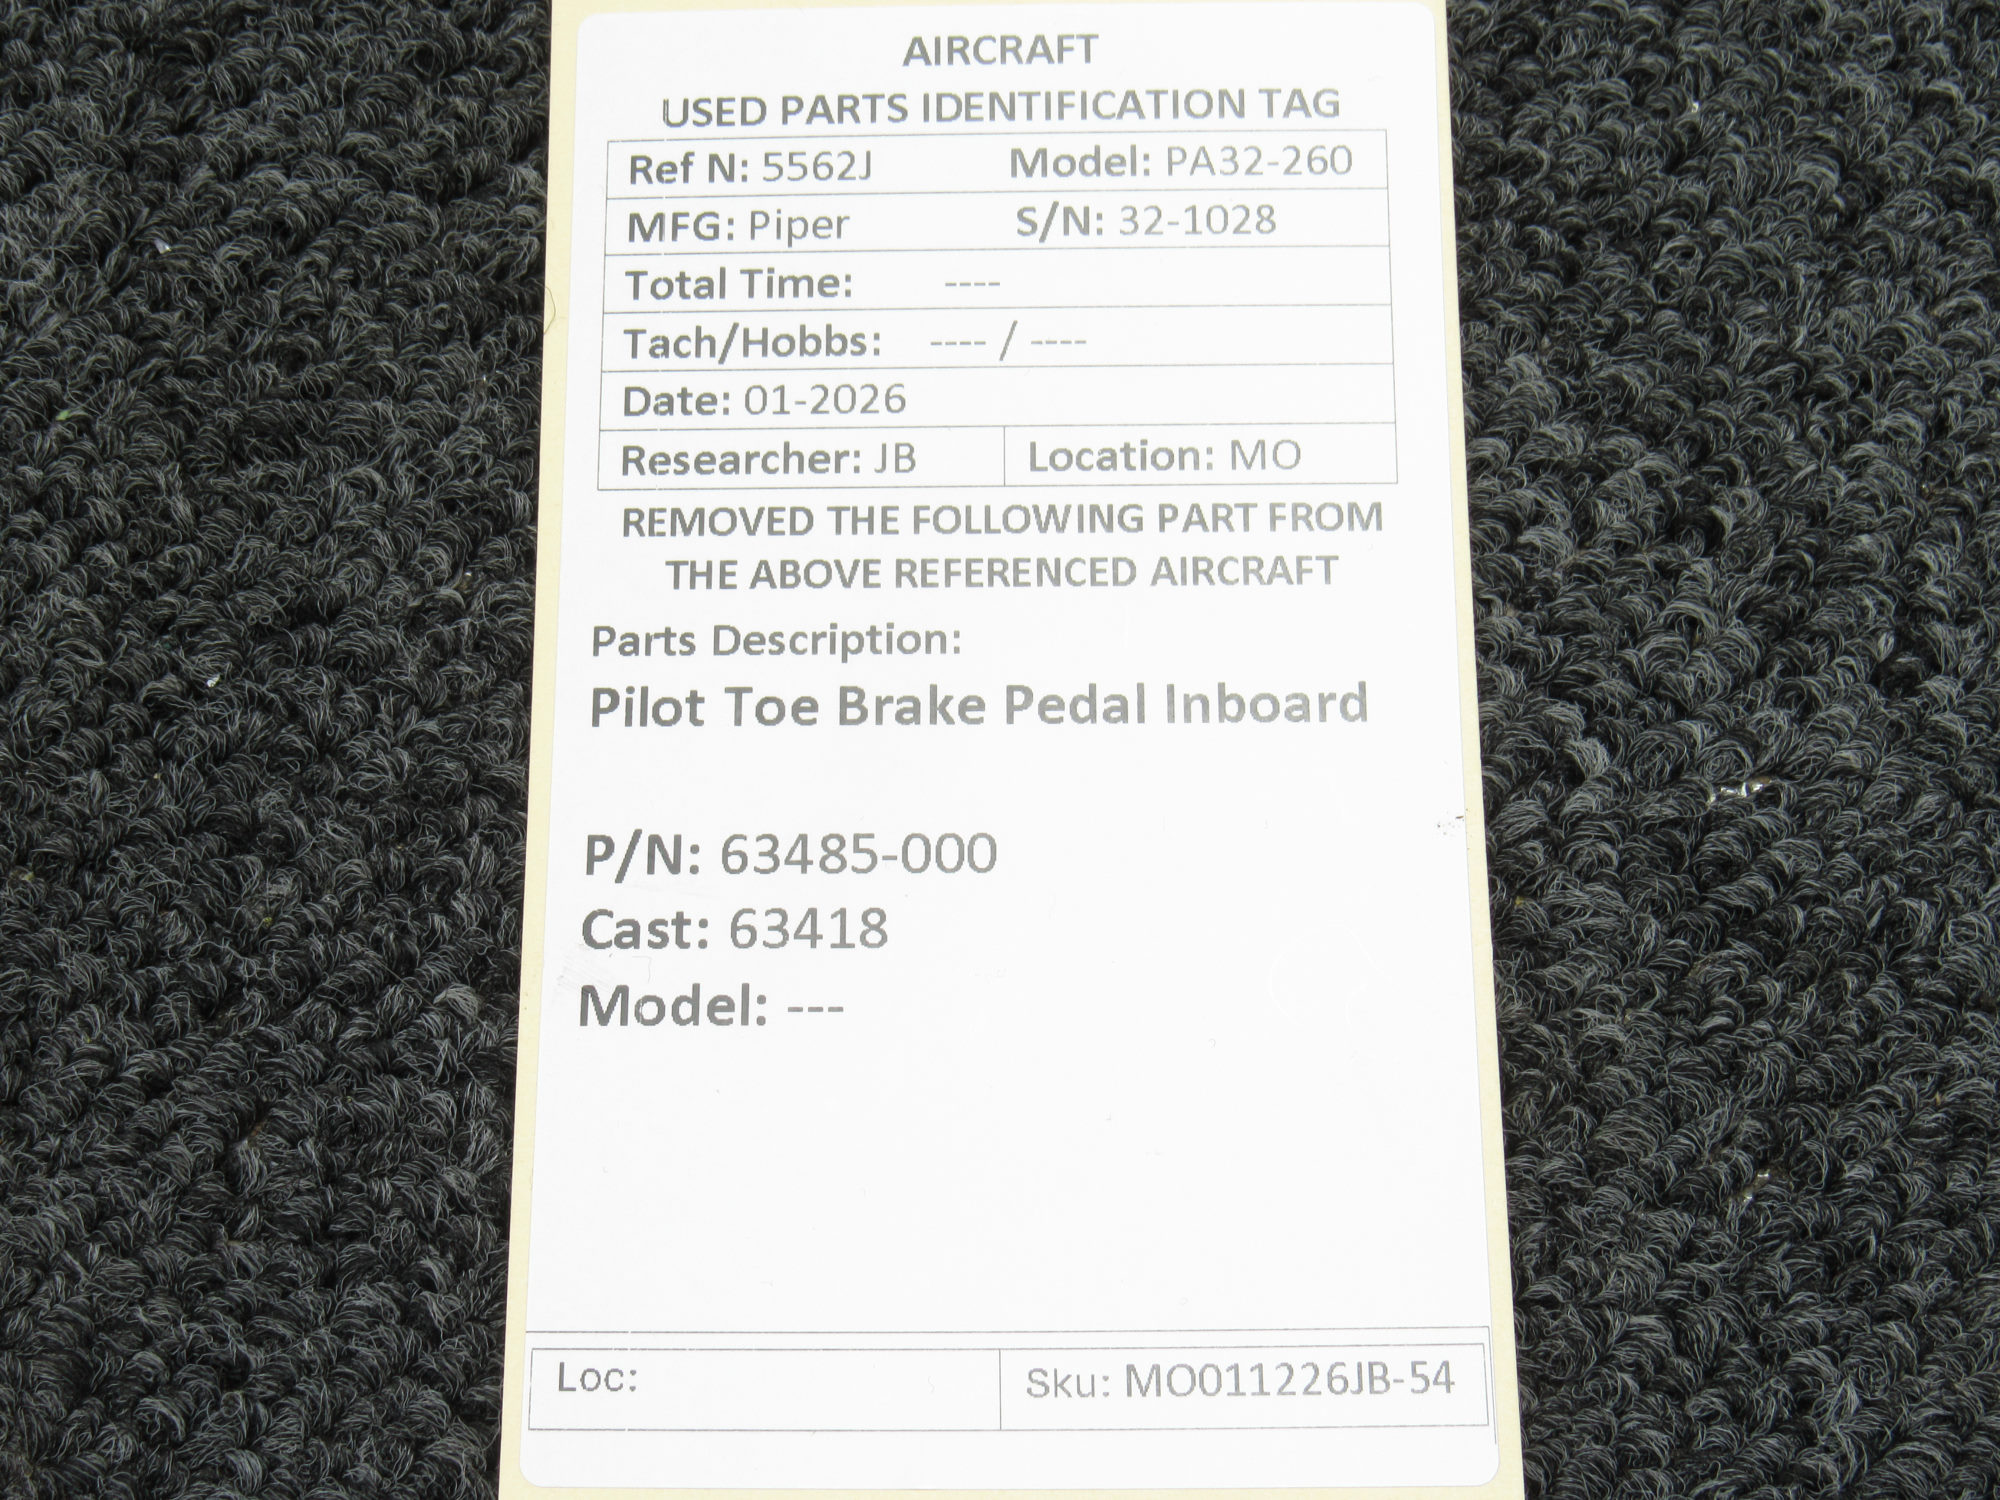 AIRCRAFT
USED PARTS IDENTIFICATION TAG
Ref N: 5562J Model: PA32-260
MFG: Piper S/N: 32-1028
Total Time: ----
Tach/Hobbs: ---- / ----
Date: 01-2026
Researcher: JB Location: MO
REMOVED THE FOLLOWING PART FROM
THE ABOVE REFERENCED AIRCRAFT
Parts Description:
Pilot Toe Brake Pedal Inboard
P/N: 63485-000
Cast: 63418
Model: ---
Loc: Sku: MO011226JB-54